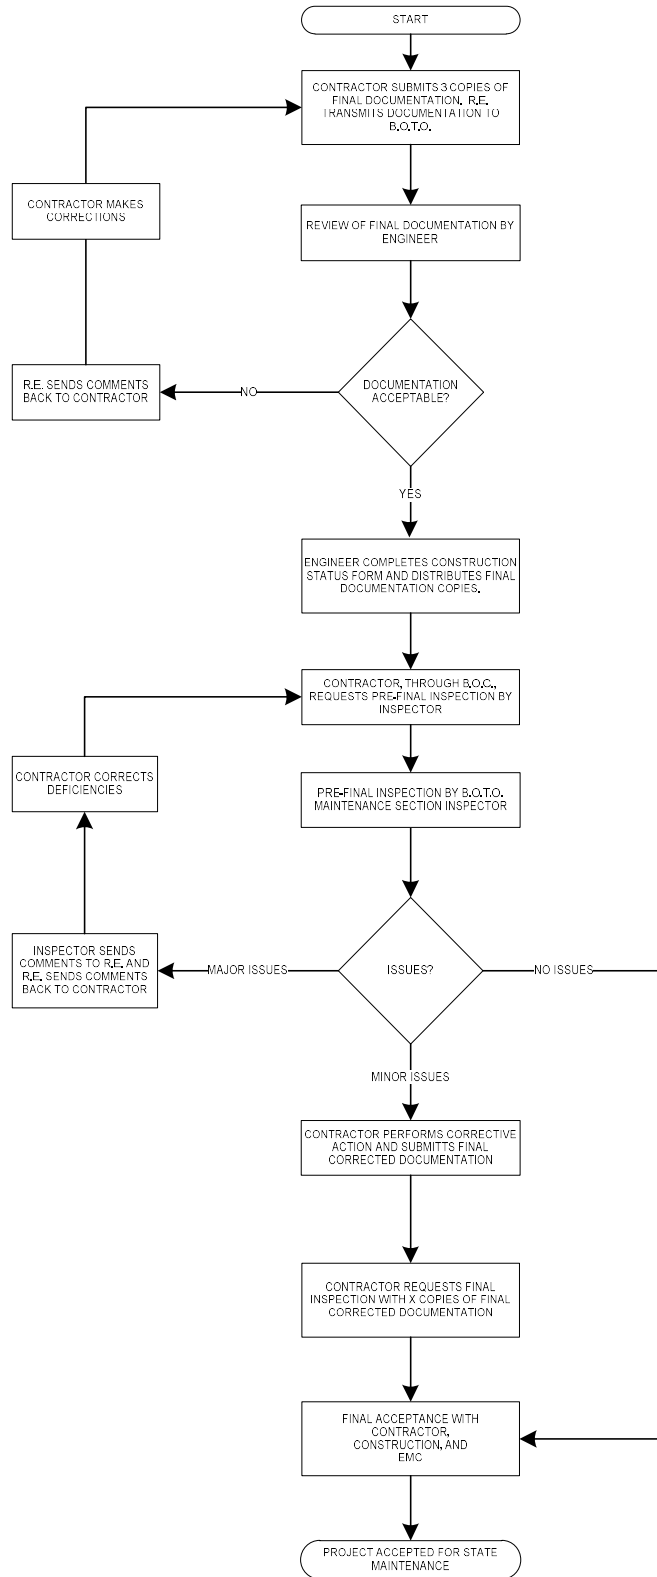 START
CONTRACTOR SUBMITS 3 COPIES OF
FINAL DOCUMENTATION. R.E.
TRANSMITS DOCUMENTATION TO
B.O.T.O.
CONTRACTOR MAKES
CORRECTIONS
REVIEW OF FINAL DOCUMENTATION BY
ENGINEER
R.E. SENDS COMMENTS
BACK TO CONTRACTOR
NO
DOCUMENTATION
ACCEPTABLE?
YES
ENGINEER COMPLETES CONSTRUCTION
STATUS FORM AND DISTRIBUTES FINAL
DOCUMENTATION COPIES.
CONTRACTOR, THROUGH B.O.C.,
REQUESTS PRE-FINAL INSPECTION BY
INSPECTOR
CONTRACTOR CORRECTS
DEFICIENCIES
PRE-FINAL INSPECTION BY B.O.T.O.
MAINTENANCE SECTION INSPECTOR
INSPECTOR SENDS
COMMENTS TO R.E. AND
R.E. SENDS COMMENTS
BACK TO CONTRACTOR
MAJOR ISSUES
ISSUES?
NO ISSUES
MINOR ISSUES
CONTRACTOR PERFORMS CORRECTIVE
ACTION AND SUBMITTS FINAL
CORRECTED DOCUMENTATION
CONTRACTOR REQUESTS FINAL
INSPECTION WITH X COPIES OF FINAL
CORRECTED DOCUMENTATION
FINAL ACCEPTANCE WITH
CONTRACTOR,
CONSTRUCTION, AND
EMC
PROJECT ACCEPTED FOR STATE
MAINTENANCE